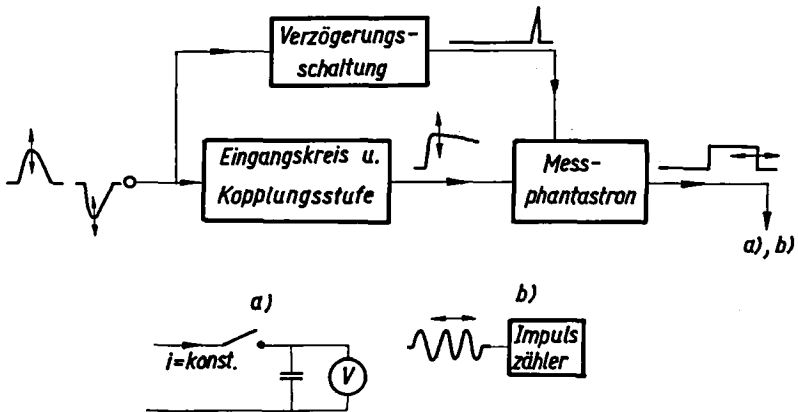 Verzögerungs-
schaltung
Eingangskreis u.
Kopplungsstufe
Mess-
phantastron
a), b)
a)
i=konst.
V
b)
Impuls
zähler